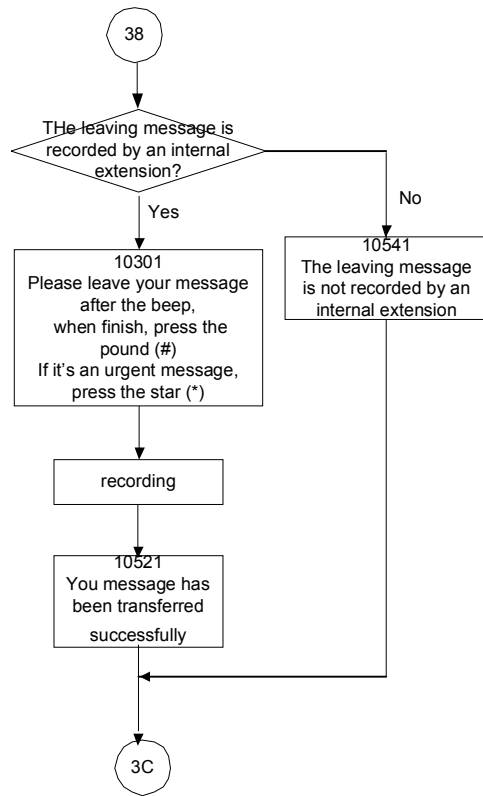 38
THe leaving message is
recorded by an internal
extension?
Yes
No
10301
Please leave your message
after the beep,
when finish, press the
pound (#)
If it's an urgent message,
press the star (*)
10541
The leaving message
is not recorded by an
internal extension
recording
10521
You message has
been transferred
successfully
3C